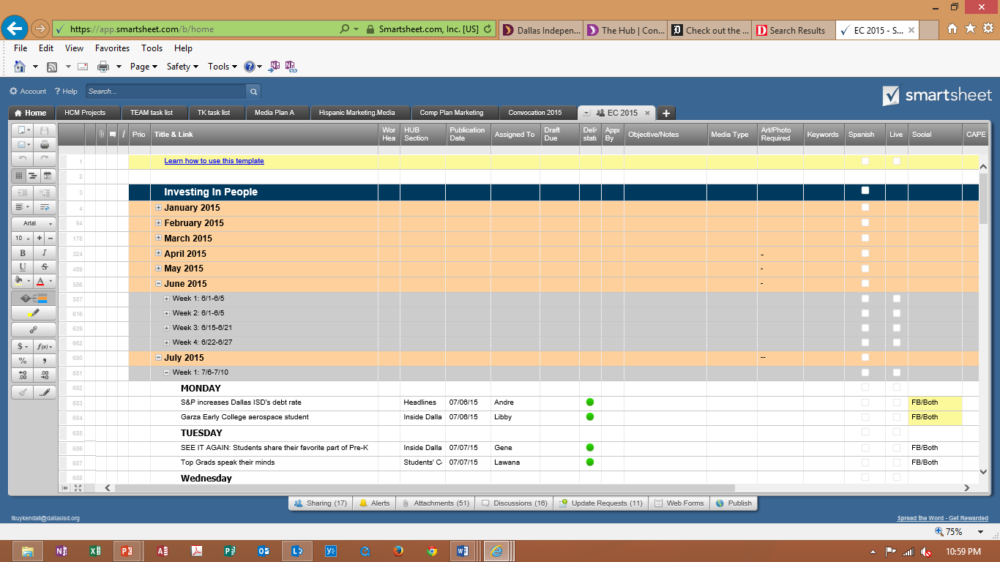 https://app.smartsheet.com/b/home
Smartsheet.com, Inc. [US]
Dallas Indepen...
The Hub | Con...
Check out the ...
Search Results
EC 2015 - S...
File Edit View Favorites Tools Help
Page Safety Tools
Account ? Help Search...
smartsheet
Home HCM Projects TEAM task list TK task list Media Plan A Hispanic Marketing.Media Comp Plan Marketing Convocation 2015 EC 2015
Prio Title & Link Wor Hea HUB Section Publication Date Assigned To Draft Due Deli statu Appr By Objective/Notes Media Type Art/Photo Required Keywords Spanish Live Social CAPE
1 Learn how to use this template
2
3 Investing In People
4 January 2015
94 February 2015
178 March 2015
324 April 2015 -
459 May 2015 -
586 June 2015 -
587 Week 1: 6/1-6/5
616 Week 2: 6/1-6/5
639 Week 3: 6/15-6/21
662 Week 4: 6/22-6/27
680 July 2015 --
681 Week 1: 7/6-7/10
682 MONDAY
683 S&P increases Dallas ISD's debt rate Headlines 07/06/15 Andre FB/Both
684 Garza Early College aerospace student Inside Dalla 07/06/15 Libby FB/Both
685 TUESDAY
686 SEE IT AGAIN: Students share their favorite part of Pre-K Inside Dalla 07/07/15 Gene FB/Both
687 Top Grads speak their minds Students' Co 07/07/15 Lawana FB/Both
688 Wednesday
Arial
10 + −
B I
U S
A
$ f(x)
%
Sharing (17) Alerts Attachments (51) Discussions (16) Update Requests (11) Web Forms Publish
tkuykendall@dallasisd.org
Spread the Word - Get Rewarded
75%
10:59 PM